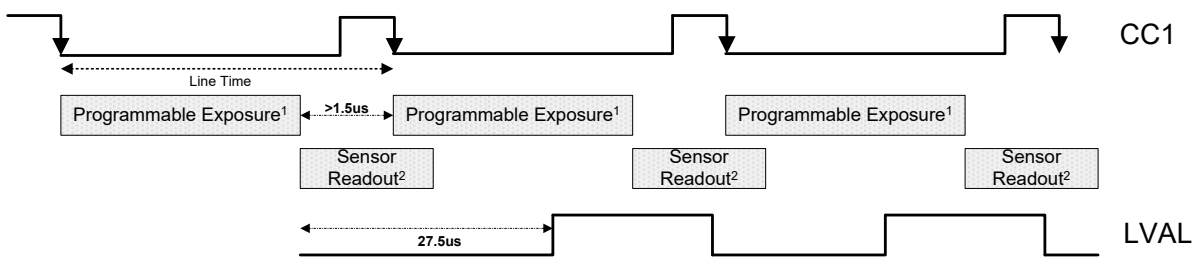 CC1
Line Time
Programmable Exposure¹
>1.5us
Programmable Exposure¹
Programmable Exposure¹
Sensor
Readout²
Sensor
Readout²
Sensor
Readout²
27.5us
LVAL